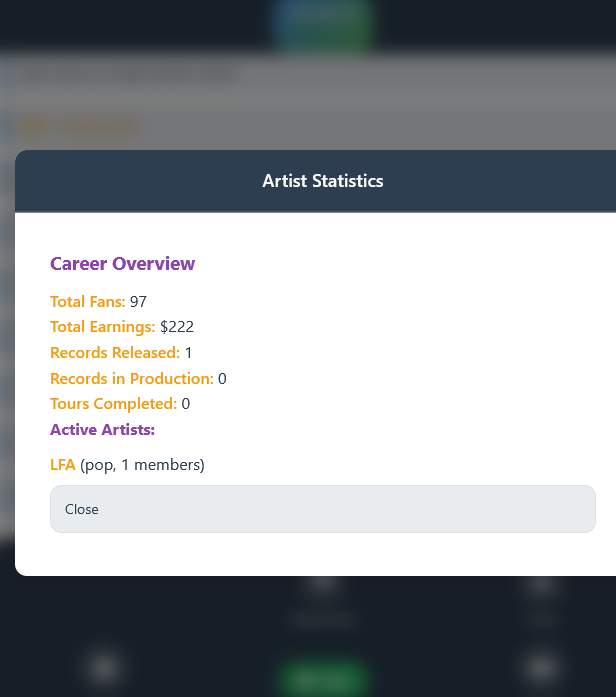 Artist Statistics
Career Overview
Total Fans: 97
Total Earnings: $222
Records Released: 1
Records in Production: 0
Tours Completed: 0
Active Artists:
LFA (pop, 1 members)
Close